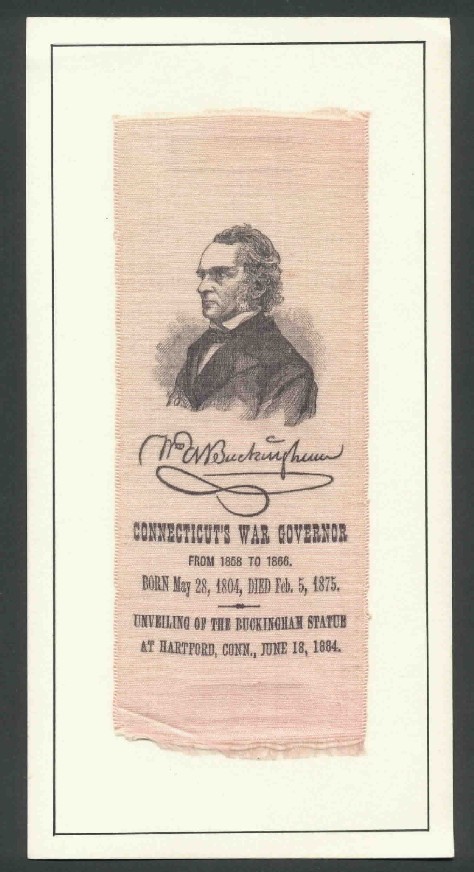 Wm A Buckingham
CONNECTICUT'S WAR GOVERNOR
FROM 1858 TO 1866.
BORN May 28, 1804, DIED Feb. 5, 1875.
UNVEILING OF THE BUCKINGHAM STATUE
AT HARTFORD, CONN., JUNE 18, 1884.